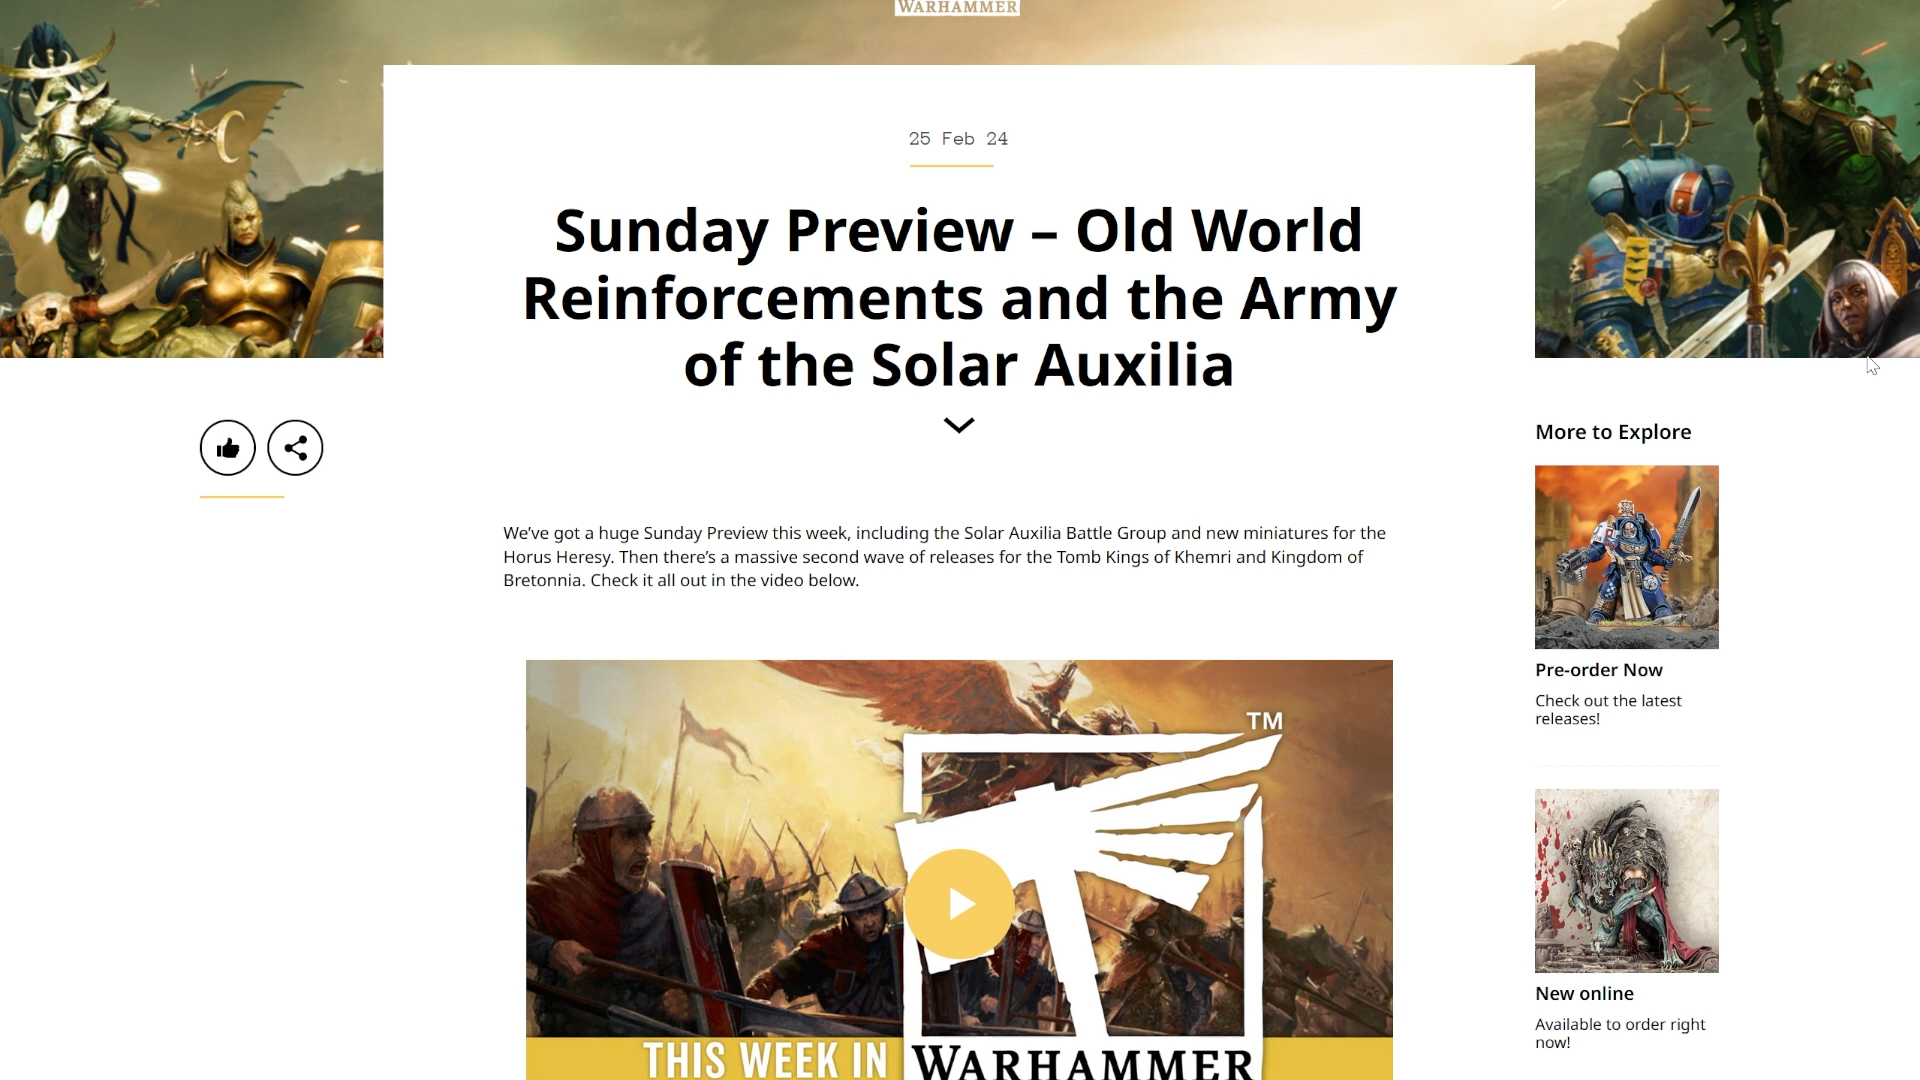 WARHAMMER
25 Feb 24
Sunday Preview – Old World
Reinforcements and the Army
of the Solar Auxilia
We’ve got a huge Sunday Preview this week, including the Solar Auxilia Battle Group and new miniatures for the
Horus Heresy. Then there’s a massive second wave of releases for the Tomb Kings of Khemri and Kingdom of
Bretonnia. Check it all out in the video below.
TM
THIS WEEK IN WARHAMMER
More to Explore
Pre-order Now
Check out the latest
releases!
New online
Available to order right
now!